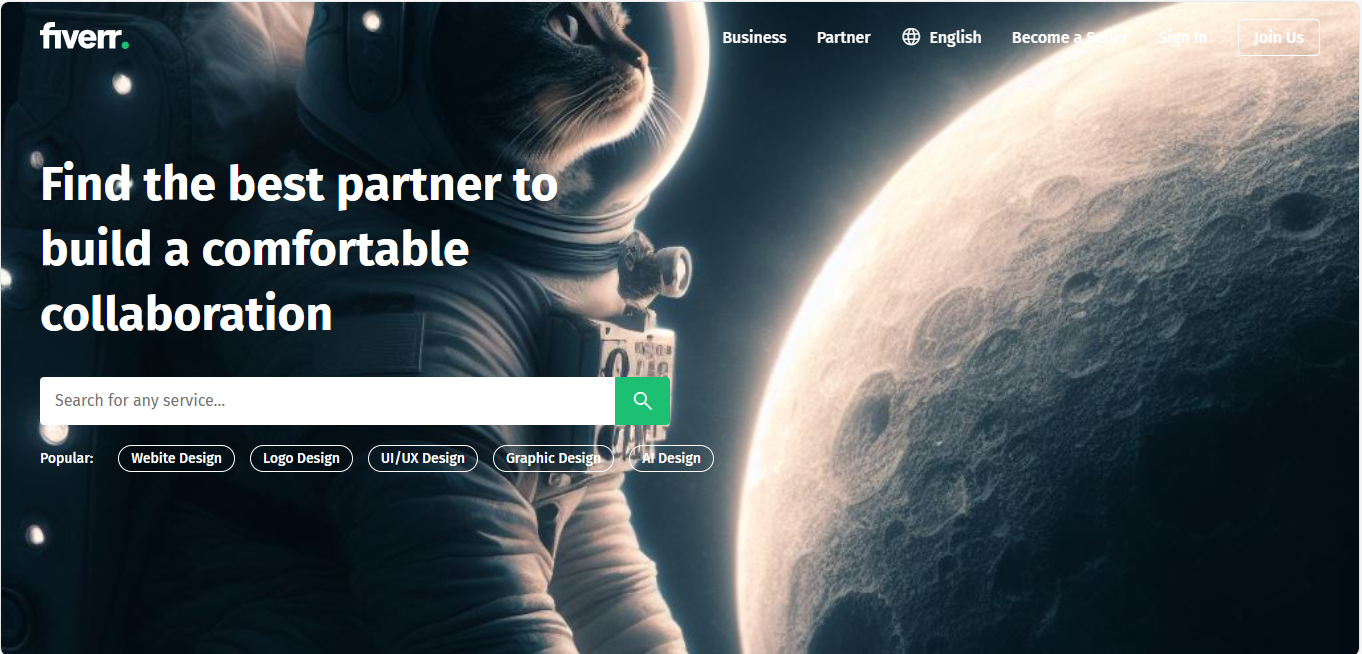 fiverr.
Business Partner English Become a Seller Sign In Join Us
Find the best partner to
build a comfortable
collaboration
Search for any service...
Popular: Webite Design Logo Design UI/UX Design Graphic Design AI Design